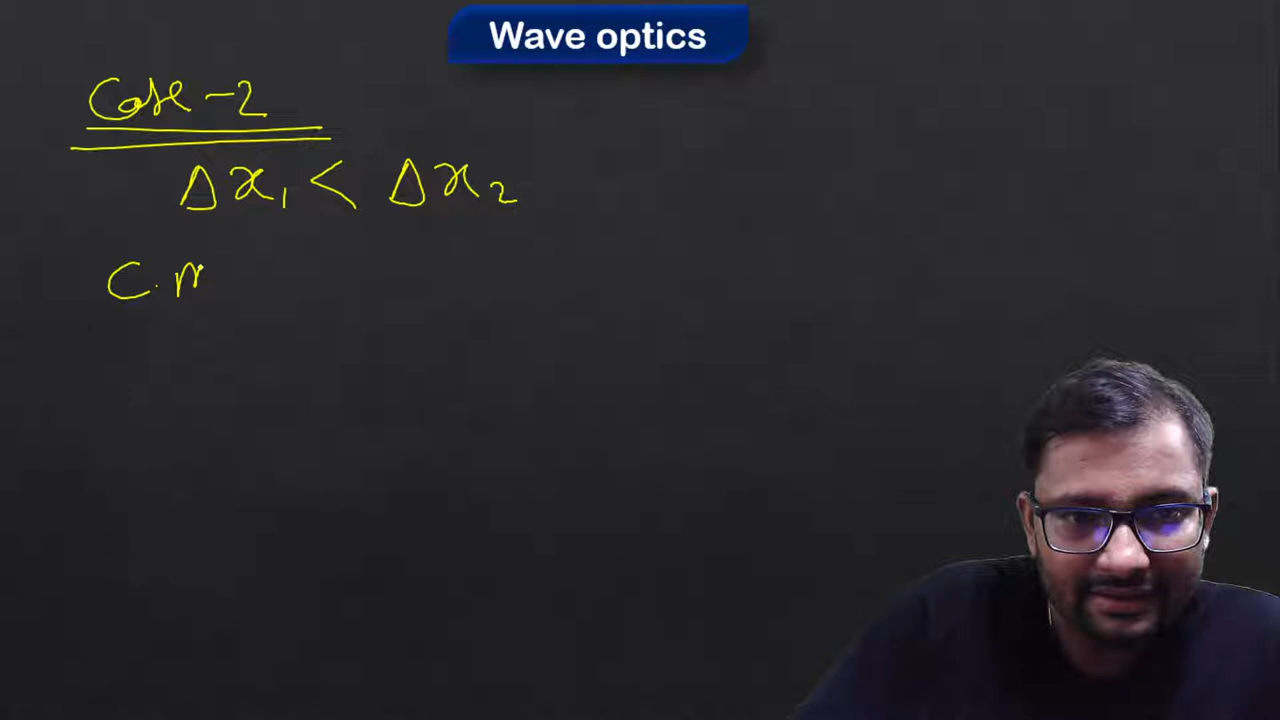 Wave optics
Case - 2
Δx₁ < Δx₂
C.